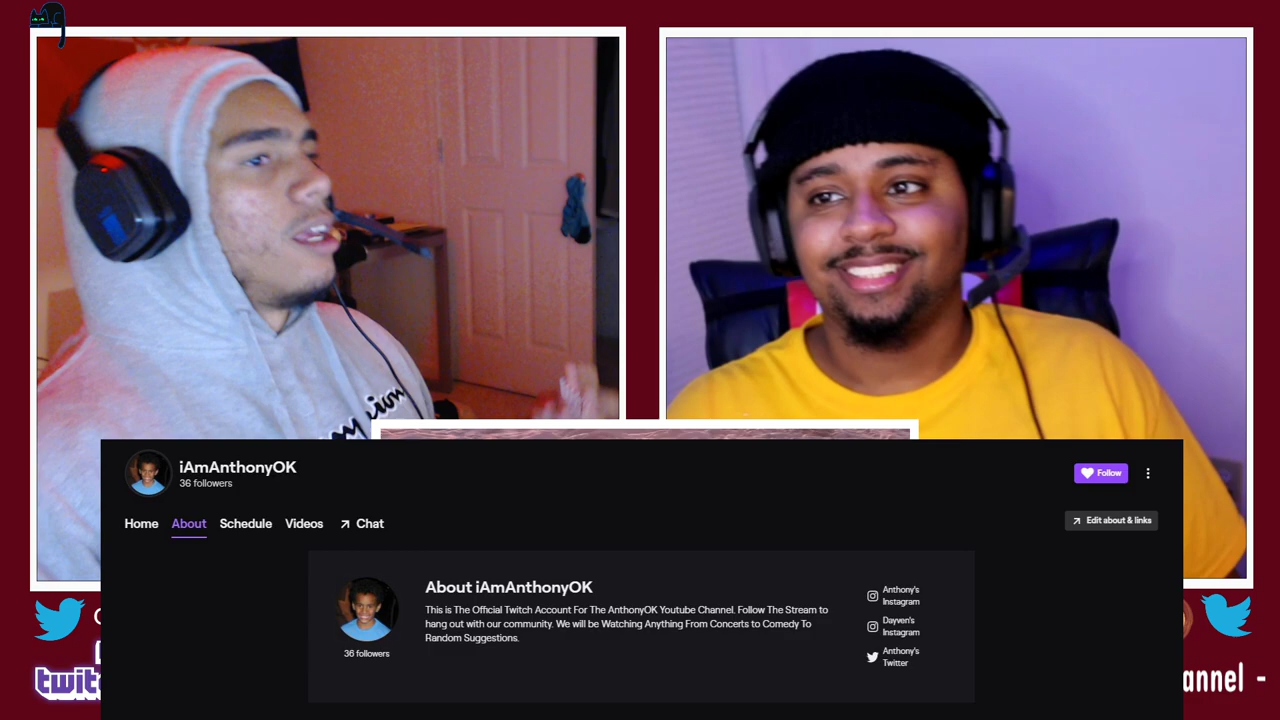 iAmAnthonyOK
36 followers
Follow
Home About Schedule Videos Chat
Edit about & links
About iAmAnthonyOK
This is The Official Twitch Account For The AnthonyOK Youtube Channel. Follow The Stream to
hang out with our community. We will be Watching Anything From Concerts to Comedy To
Random Suggestions.
36 followers
Anthony's
Instagram
Dayven's
Instagram
Anthony's
Twitter
annel -